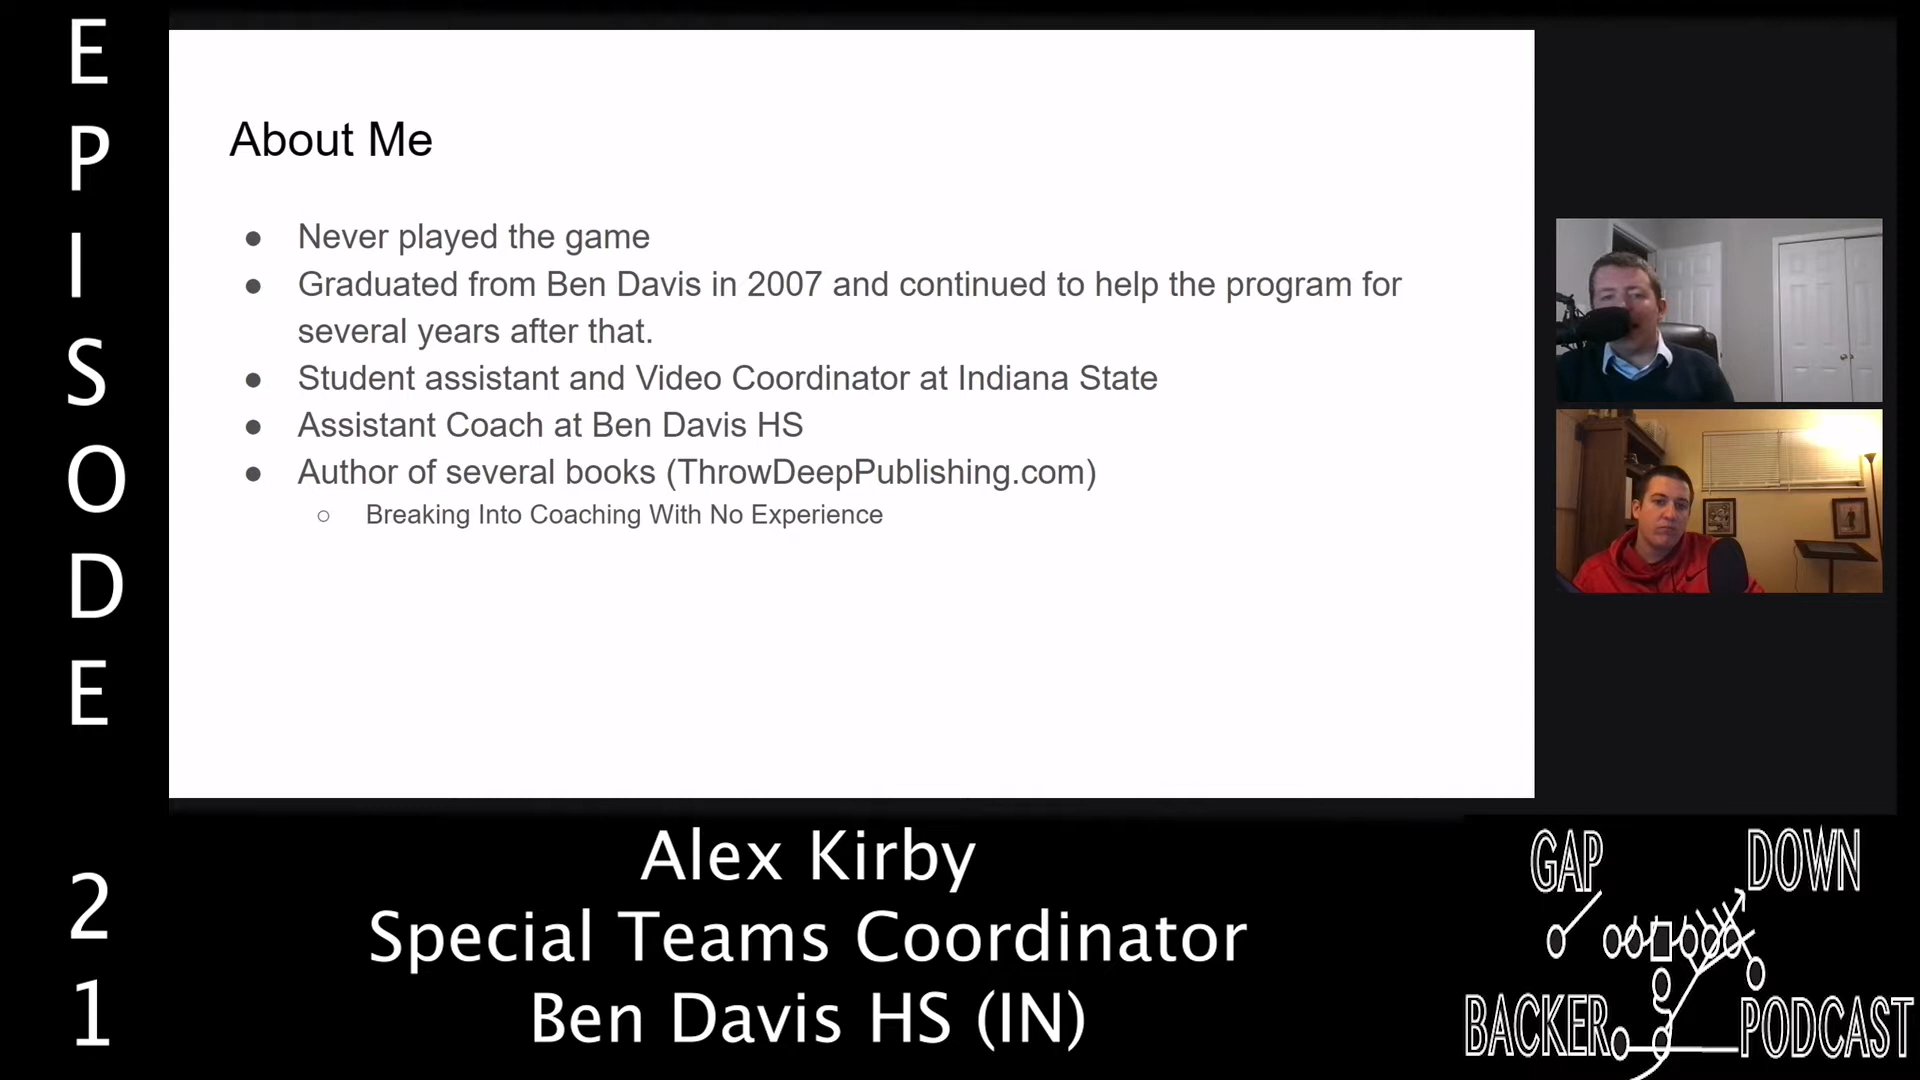 EPISODE 21
About Me
● Never played the game
● Graduated from Ben Davis in 2007 and continued to help the program for
several years after that.
● Student assistant and Video Coordinator at Indiana State
● Assistant Coach at Ben Davis HS
● Author of several books (ThrowDeepPublishing.com)
○ Breaking Into Coaching With No Experience
Alex Kirby
Special Teams Coordinator
Ben Davis HS (IN)
GAP DOWN
BACKER PODCAST